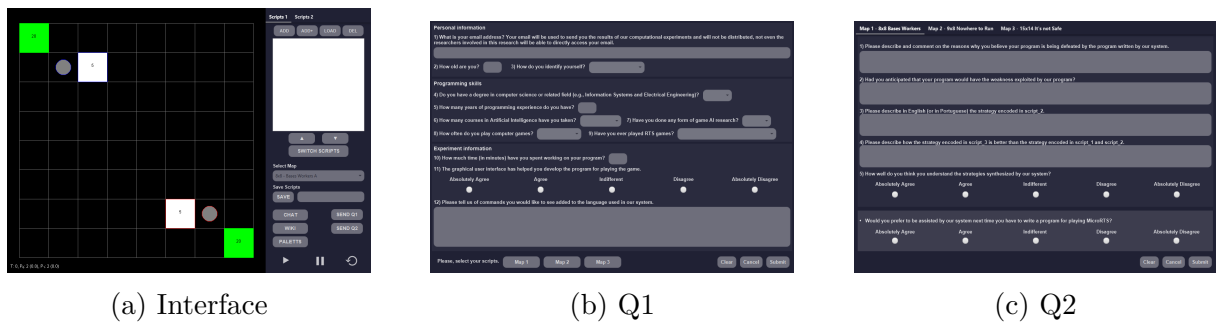 Scripts 1 Scripts 2
ADD ADD+ LOAD DEL
20
5
SWITCH SCRIPTS
Select Map
Save Scripts
SAVE
5
CHAT SEND Q1
WIKI SEND Q2
PALETTE
20
(a) Interface
Personal information
1) What is your email address? Your email will be used to send you the results of our computational experiments and will not be distributed, not even the
researchers involved in this research will be able to directly access your email.
2) How old are you? 3) How do you identify yourself?
Programming skills
4) Do you have a degree in computer science or related field (e.g., Information Systems and Electrical Engineering)?
5) How many years of programming experience do you have?
6) How many courses in Artificial Intelligence have you taken? 7) Have you done any form of game AI research?
8) How often do you play computer games? 9) Have you ever played RTS games?
Experiment information
10) How much time (in minutes) have you spent working on your program?
11) The graphical user interface has helped you develop the program for playing the game.
Absolutely Agree Agree Indifferent Disagree Absolutely Disagree
12) Please tell us of commands you would like to see added to the language used in our system.
Please, select your scripts. Map 1 Map 2 Map 3 Clear Cancel Submit
(b) Q1
Map 1 - 8x8 Bases Workers Map 2 - 9x8 Nowhere to Run Map 3 - 15x14 It's not Safe
1) Please describe and comment on the reasons why you believe your program is being defeated by the program written by our system.
2) Had you anticipated that your program would have the weakness exploited by our program?
3) Please describe in English (or in Portuguese) the strategy encoded in script_2.
4) Please describe how the strategy encoded in script_3 is better than the strategy encoded in script_1 and script_2.
5) How well do you think you understand the strategies synthesized by our system?
Absolutely Agree Agree Indifferent Disagree Absolutely Disagree
• Would you prefer to be assisted by our system next time you have to write a program for playing MicroRTS?
Absolutely Agree Agree Indifferent Disagree Absolutely Disagree
Clear Cancel Submit
(c) Q2